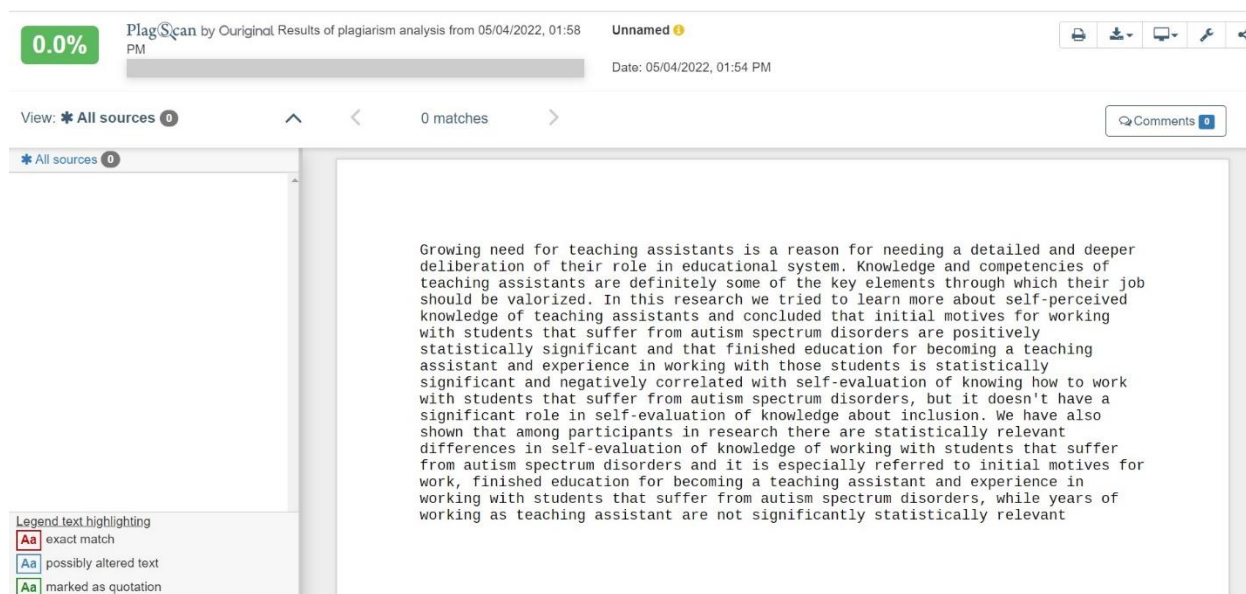 0.0%
PlagScan by Ouriginal Results of plagiarism analysis from 05/04/2022, 01:58
PM
Unnamed
Date: 05/04/2022, 01:54 PM
View: ✱ All sources 0
0 matches
Comments 0
✱ All sources 0
Growing need for teaching assistants is a reason for needing a detailed and deeper
deliberation of their role in educational system. Knowledge and competencies of
teaching assistants are definitely some of the key elements through which their job
should be valorized. In this research we tried to learn more about self-perceived
knowledge of teaching assistants and concluded that initial motives for working
with students that suffer from autism spectrum disorders are positively
statistically significant and that finished education for becoming a teaching
assistant and experience in working with those students is statistically
significant and negatively correlated with self-evaluation of knowing how to work
with students that suffer from autism spectrum disorders, but it doesn't have a
significant role in self-evaluation of knowledge about inclusion. We have also
shown that among participants in research there are statistically relevant
differences in self-evaluation of knowledge of working with students that suffer
from autism spectrum disorders and it is especially referred to initial motives for
work, finished education for becoming a teaching assistant and experience in
working with students that suffer from autism spectrum disorders, while years of
working as teaching assistant are not significantly statistically relevant
Legend text highlighting
Aa exact match
Aa possibly altered text
Aa marked as quotation